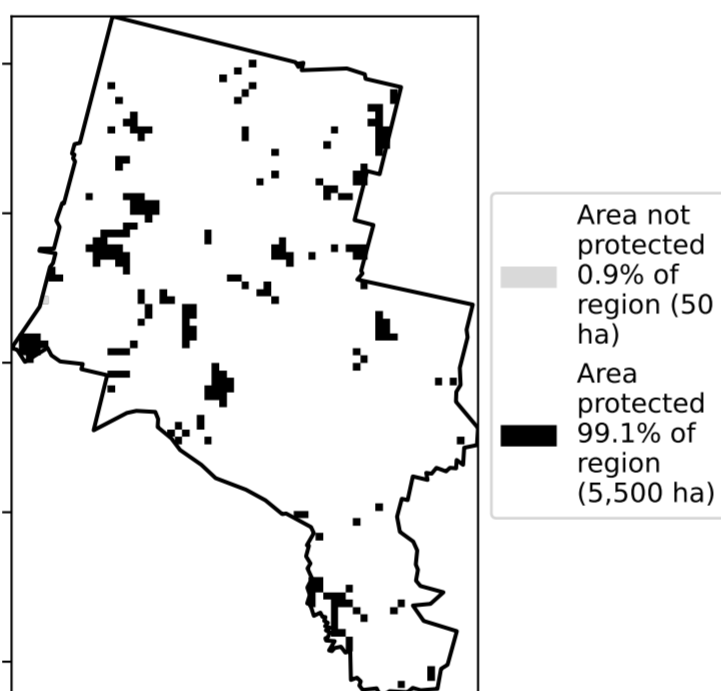 Area not
protected
0.9% of
region (50
ha)
Area
protected
99.1% of
region
(5,500 ha)